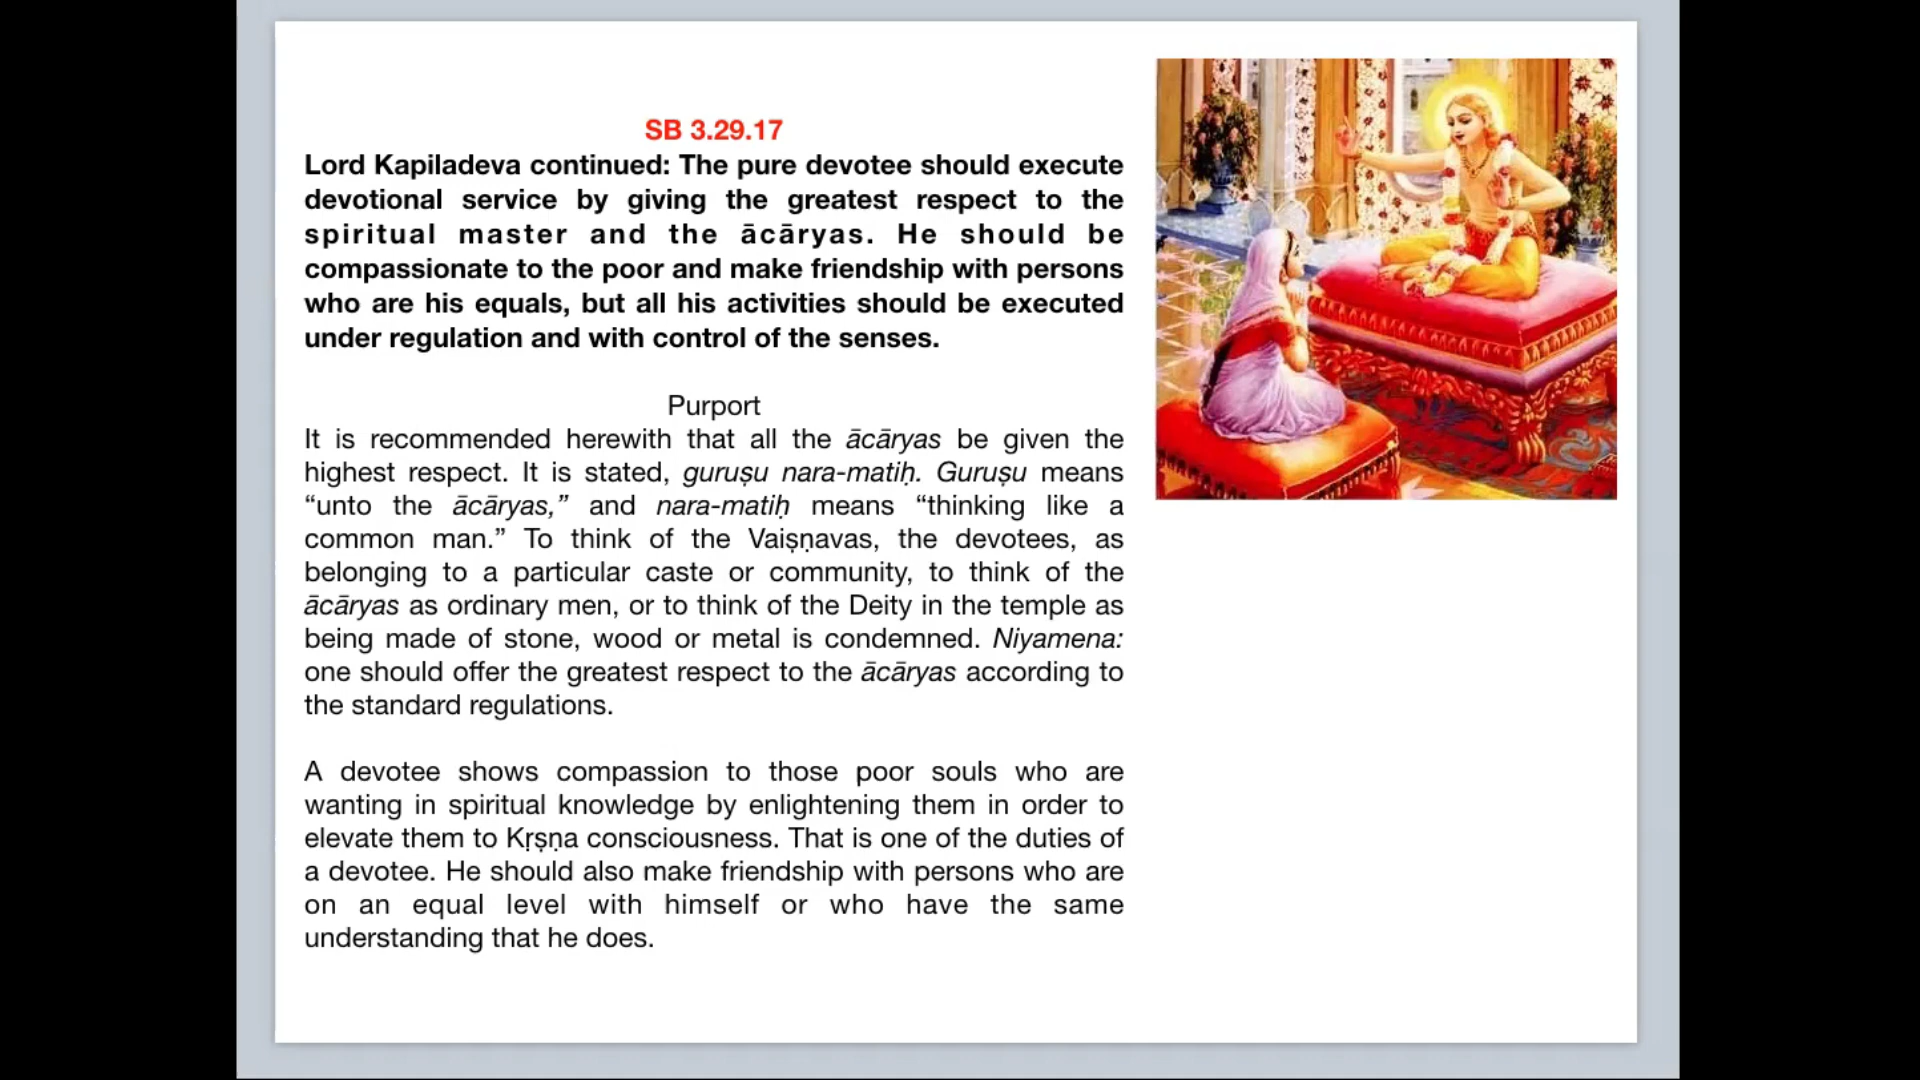 SB 3.29.17
Lord Kapiladeva continued: The pure devotee should execute
devotional service by giving the greatest respect to the
spiritual master and the ācāryas. He should be
compassionate to the poor and make friendship with persons
who are his equals, but all his activities should be executed
under regulation and with control of the senses.
Purport
It is recommended herewith that all the ācāryas be given the
highest respect. It is stated, guruṣu nara-matiḥ. Guruṣu means
“unto the ācāryas,” and nara-matiḥ means “thinking like a
common man.” To think of the Vaiṣṇavas, the devotees, as
belonging to a particular caste or community, to think of the
ācāryas as ordinary men, or to think of the Deity in the temple as
being made of stone, wood or metal is condemned. Niyamena:
one should offer the greatest respect to the ācāryas according to
the standard regulations.
A devotee shows compassion to those poor souls who are
wanting in spiritual knowledge by enlightening them in order to
elevate them to Kṛṣṇa consciousness. That is one of the duties of
a devotee. He should also make friendship with persons who are
on an equal level with himself or who have the same
understanding that he does.